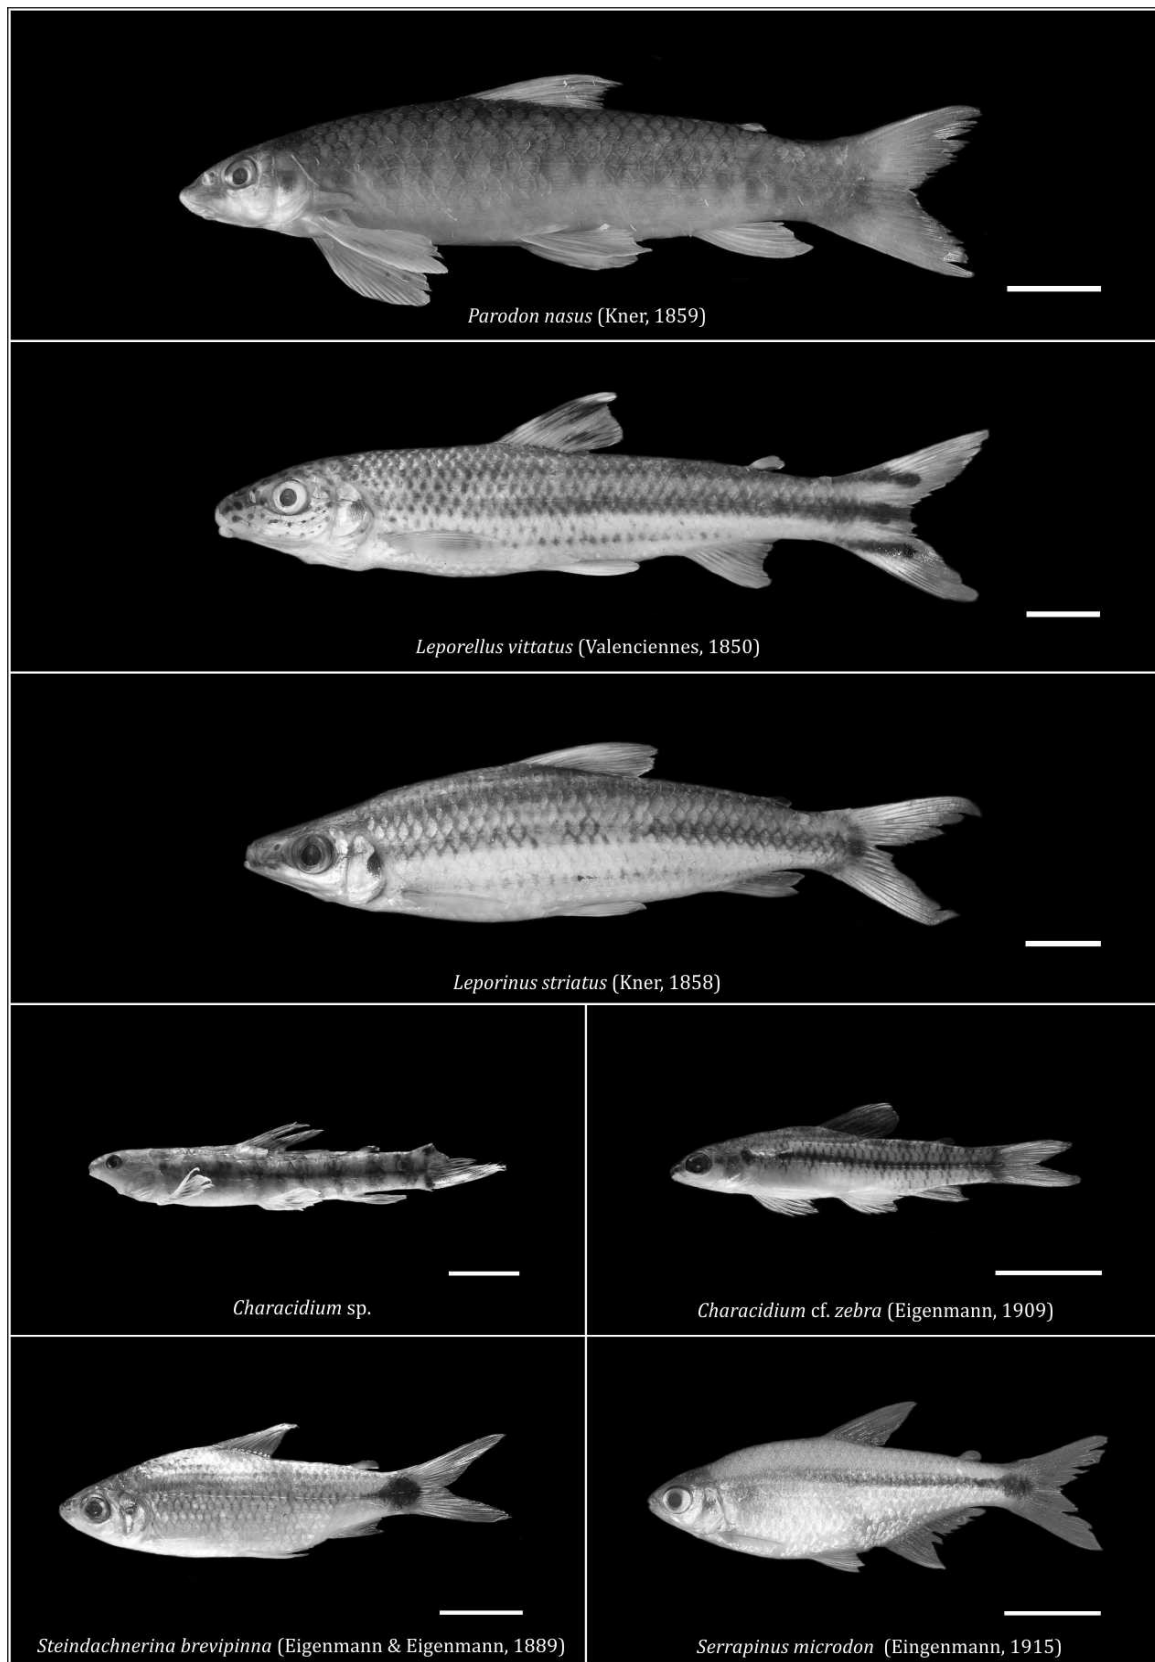 Parodon nasus (Kner, 1859)
Leporellus vittatus (Valenciennes, 1850)
Leporinus striatus (Kner, 1858)
Characidium sp.
Characidium cf. zebra (Eigenmann, 1909)
Steindachnerina brevipinna (Eigenmann & Eigenmann, 1889)
Serrapinus microdon (Eingenmann, 1915)